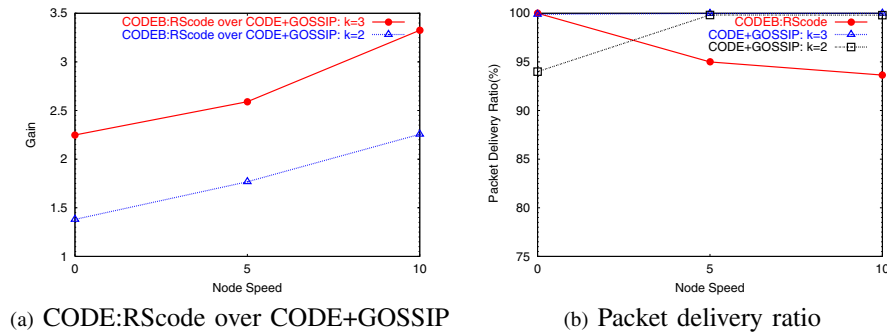 CODEB:RScode over CODE+GOSSIP: k=3
CODEB:RScode over CODE+GOSSIP: k=2
3.5
3
2.5
2
1.5
1
Gain
0
5
10
Node Speed
(a) CODE:RScode over CODE+GOSSIP
CODEB:RScode
CODE+GOSSIP: k=3
CODE+GOSSIP: k=2
100
95
90
85
80
75
Packet Delivery Ratio(%)
0
5
10
Node Speed
(b) Packet delivery ratio